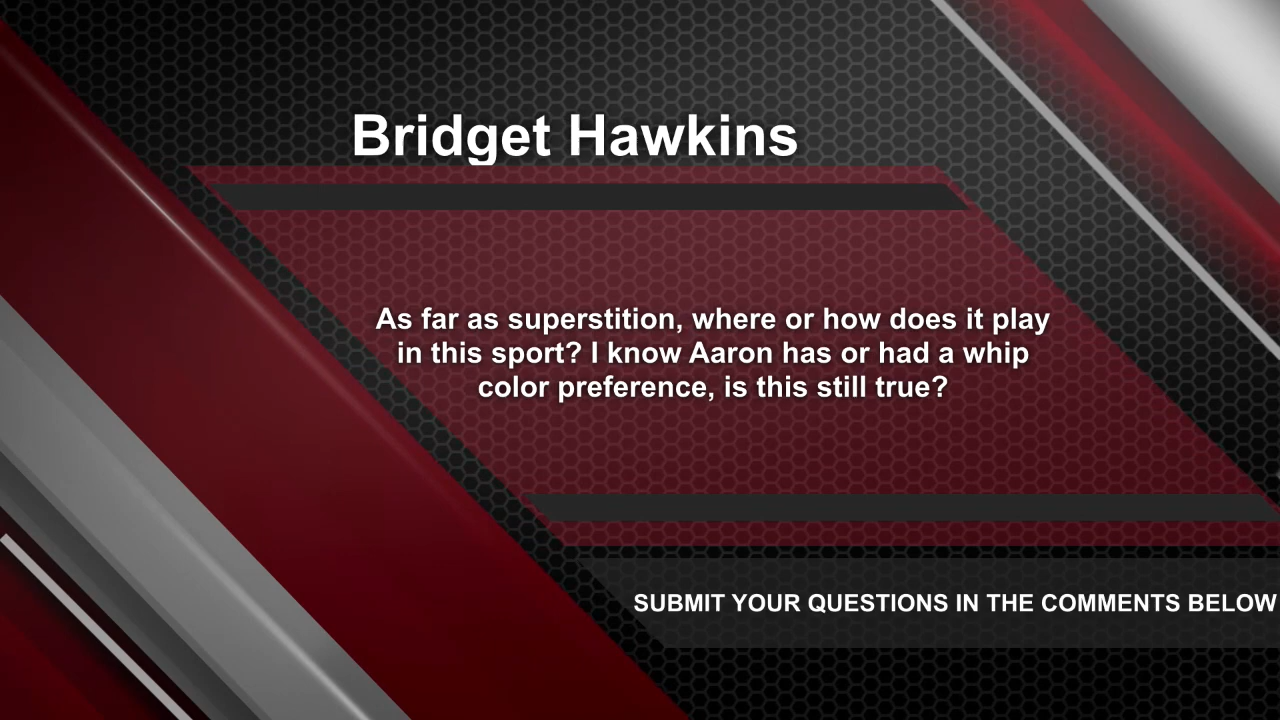 Bridget Hawkins
As far as superstition, where or how does it play
in this sport? I know Aaron has or had a whip
color preference, is this still true?
SUBMIT YOUR QUESTIONS IN THE COMMENTS BELOW